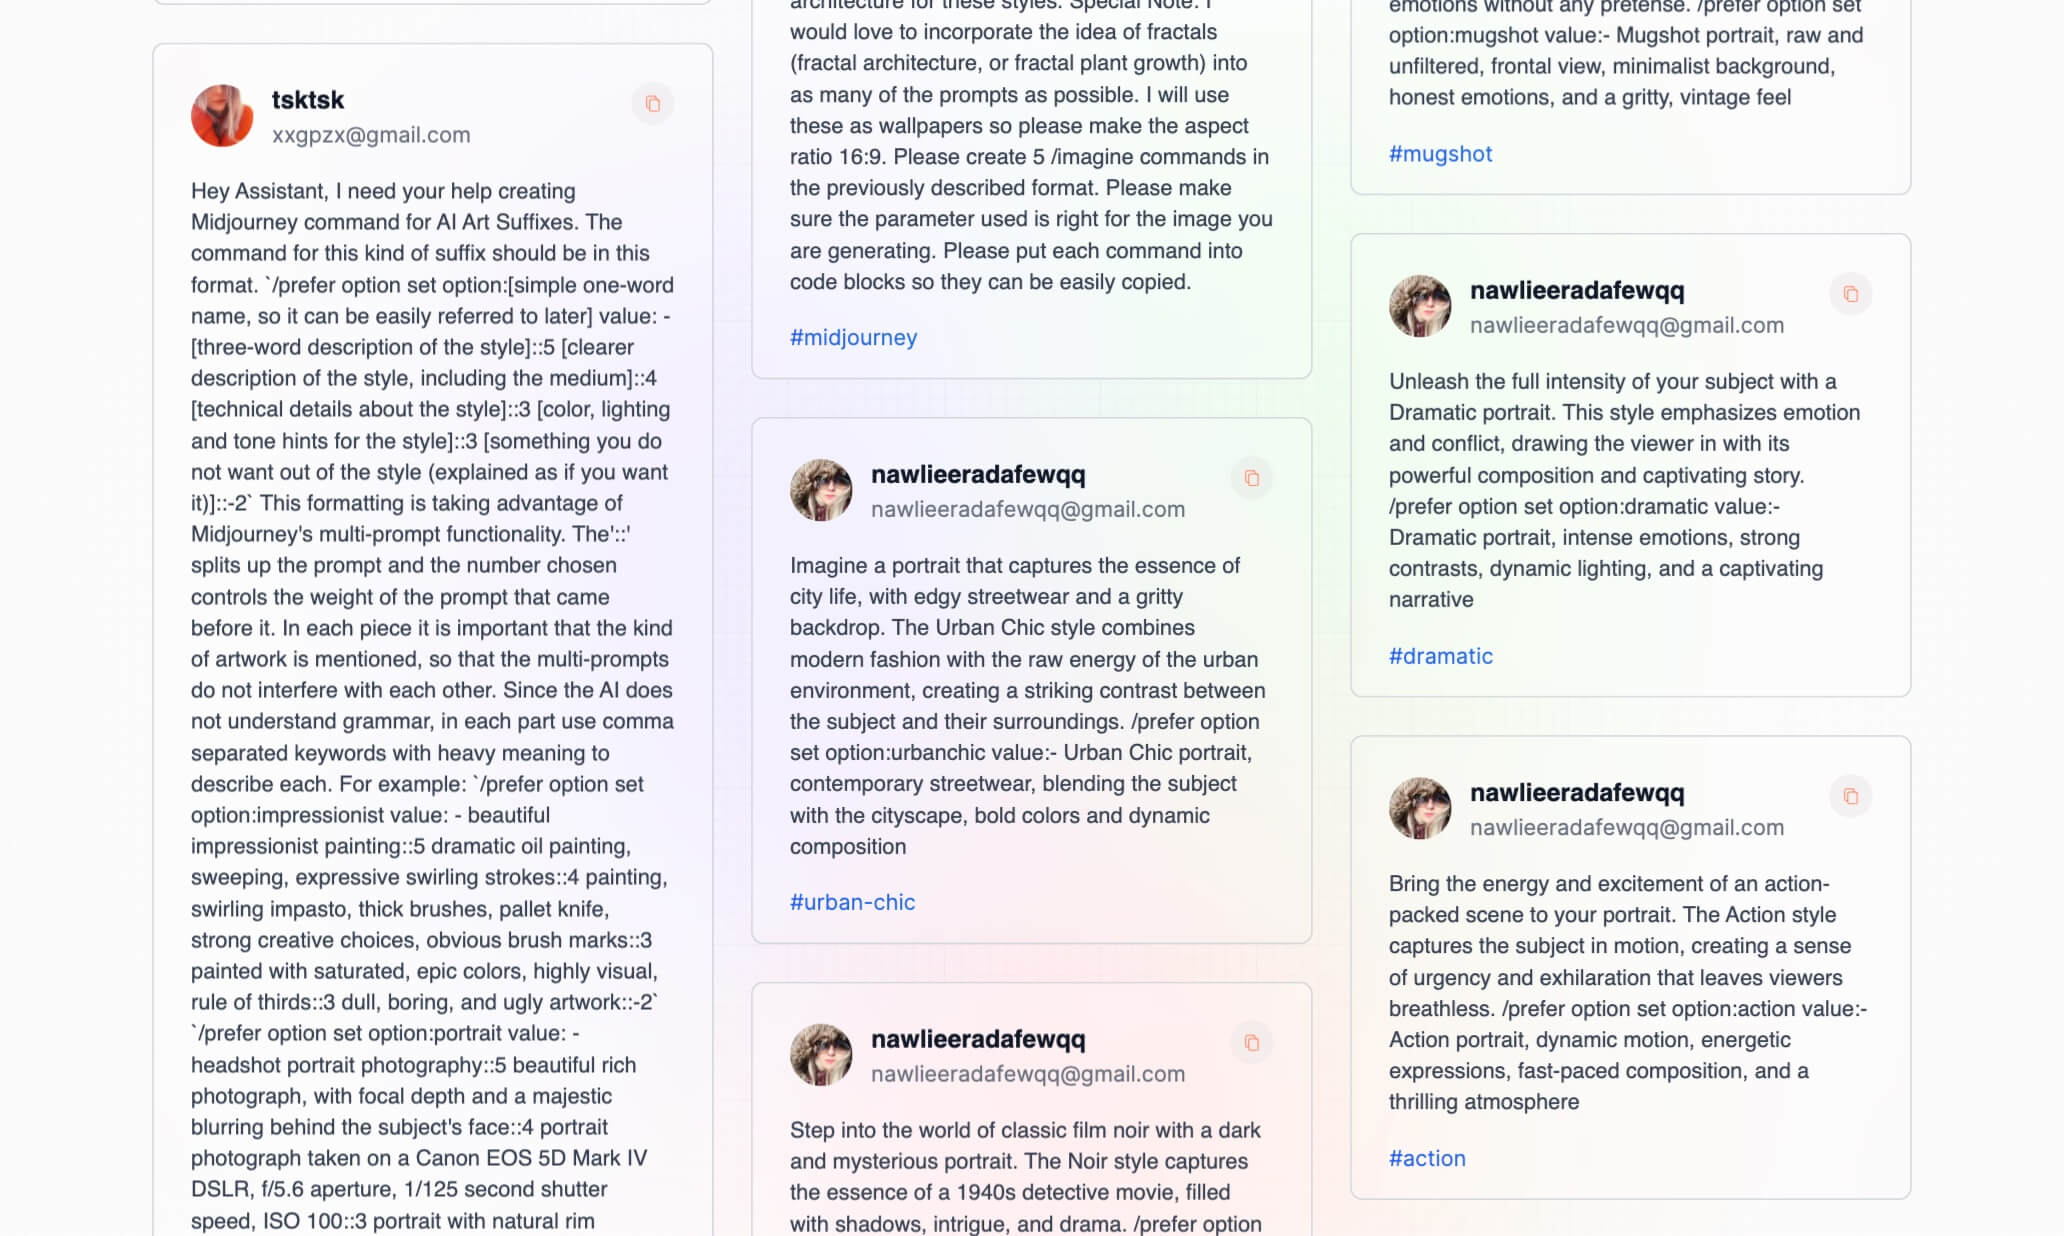 tsktsk
xxgpzx@gmail.com
Hey Assistant, I need your help creating
Midjourney command for AI Art Suffixes. The
command for this kind of suffix should be in this
format. `/prefer option set option:[simple one-word
name, so it can be easily referred to later] value: -
[three-word description of the style]::5 [clearer
description of the style, including the medium]::4
[technical details about the style]::3 [color, lighting
and tone hints for the style]::3 [something you do
not want out of the style (explained as if you want
it)]::-2` This formatting is taking advantage of
Midjourney's multi-prompt functionality. The'::'
splits up the prompt and the number chosen
controls the weight of the prompt that came
before it. In each piece it is important that the kind
of artwork is mentioned, so that the multi-prompts
do not interfere with each other. Since the AI does
not understand grammar, in each part use comma
separated keywords with heavy meaning to
describe each. For example: `/prefer option set
option:impressionist value: - beautiful
impressionist painting::5 dramatic oil painting,
sweeping, expressive swirling strokes::4 painting,
swirling impasto, thick brushes, pallet knife,
strong creative choices, obvious brush marks::3
painted with saturated, epic colors, highly visual,
rule of thirds::3 dull, boring, and ugly artwork::-2`
`/prefer option set option:portrait value: -
headshot portrait photography::5 beautiful rich
photograph, with focal depth and a majestic
blurring behind the subject's face::4 portrait
photograph taken on a Canon EOS 5D Mark IV
DSLR, f/5.6 aperture, 1/125 second shutter
speed, ISO 100::3 portrait with natural rim
architecture for these styles. Special Note: I
would love to incorporate the idea of fractals
(fractal architecture, or fractal plant growth) into
as many of the prompts as possible. I will use
these as wallpapers so please make the aspect
ratio 16:9. Please create 5 /imagine commands in
the previously described format. Please make
sure the parameter used is right for the image you
are generating. Please put each command into
code blocks so they can be easily copied.
#midjourney
nawlieeradafewqq
nawlieeradafewqq@gmail.com
Imagine a portrait that captures the essence of
city life, with edgy streetwear and a gritty
backdrop. The Urban Chic style combines
modern fashion with the raw energy of the urban
environment, creating a striking contrast between
the subject and their surroundings. /prefer option
set option:urbanchic value:- Urban Chic portrait,
contemporary streetwear, blending the subject
with the cityscape, bold colors and dynamic
composition
#urban-chic
nawlieeradafewqq
nawlieeradafewqq@gmail.com
Step into the world of classic film noir with a dark
and mysterious portrait. The Noir style captures
the essence of a 1940s detective movie, filled
with shadows, intrigue, and drama. /prefer option
emotions without any pretense. /prefer option set
option:mugshot value:- Mugshot portrait, raw and
unfiltered, frontal view, minimalist background,
honest emotions, and a gritty, vintage feel
#mugshot
nawlieeradafewqq
nawlieeradafewqq@gmail.com
Unleash the full intensity of your subject with a
Dramatic portrait. This style emphasizes emotion
and conflict, drawing the viewer in with its
powerful composition and captivating story.
/prefer option set option:dramatic value:-
Dramatic portrait, intense emotions, strong
contrasts, dynamic lighting, and a captivating
narrative
#dramatic
nawlieeradafewqq
nawlieeradafewqq@gmail.com
Bring the energy and excitement of an action-
packed scene to your portrait. The Action style
captures the subject in motion, creating a sense
of urgency and exhilaration that leaves viewers
breathless. /prefer option set option:action value:-
Action portrait, dynamic motion, energetic
expressions, fast-paced composition, and a
thrilling atmosphere
#action